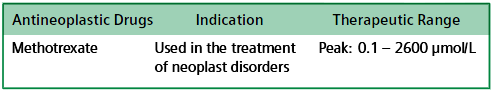 Antineoplastic Drugs Indication Therapeutic Range
Methotrexate Used in the treatment Peak: 0.1 – 2600 µmol/L
of neoplast disorders